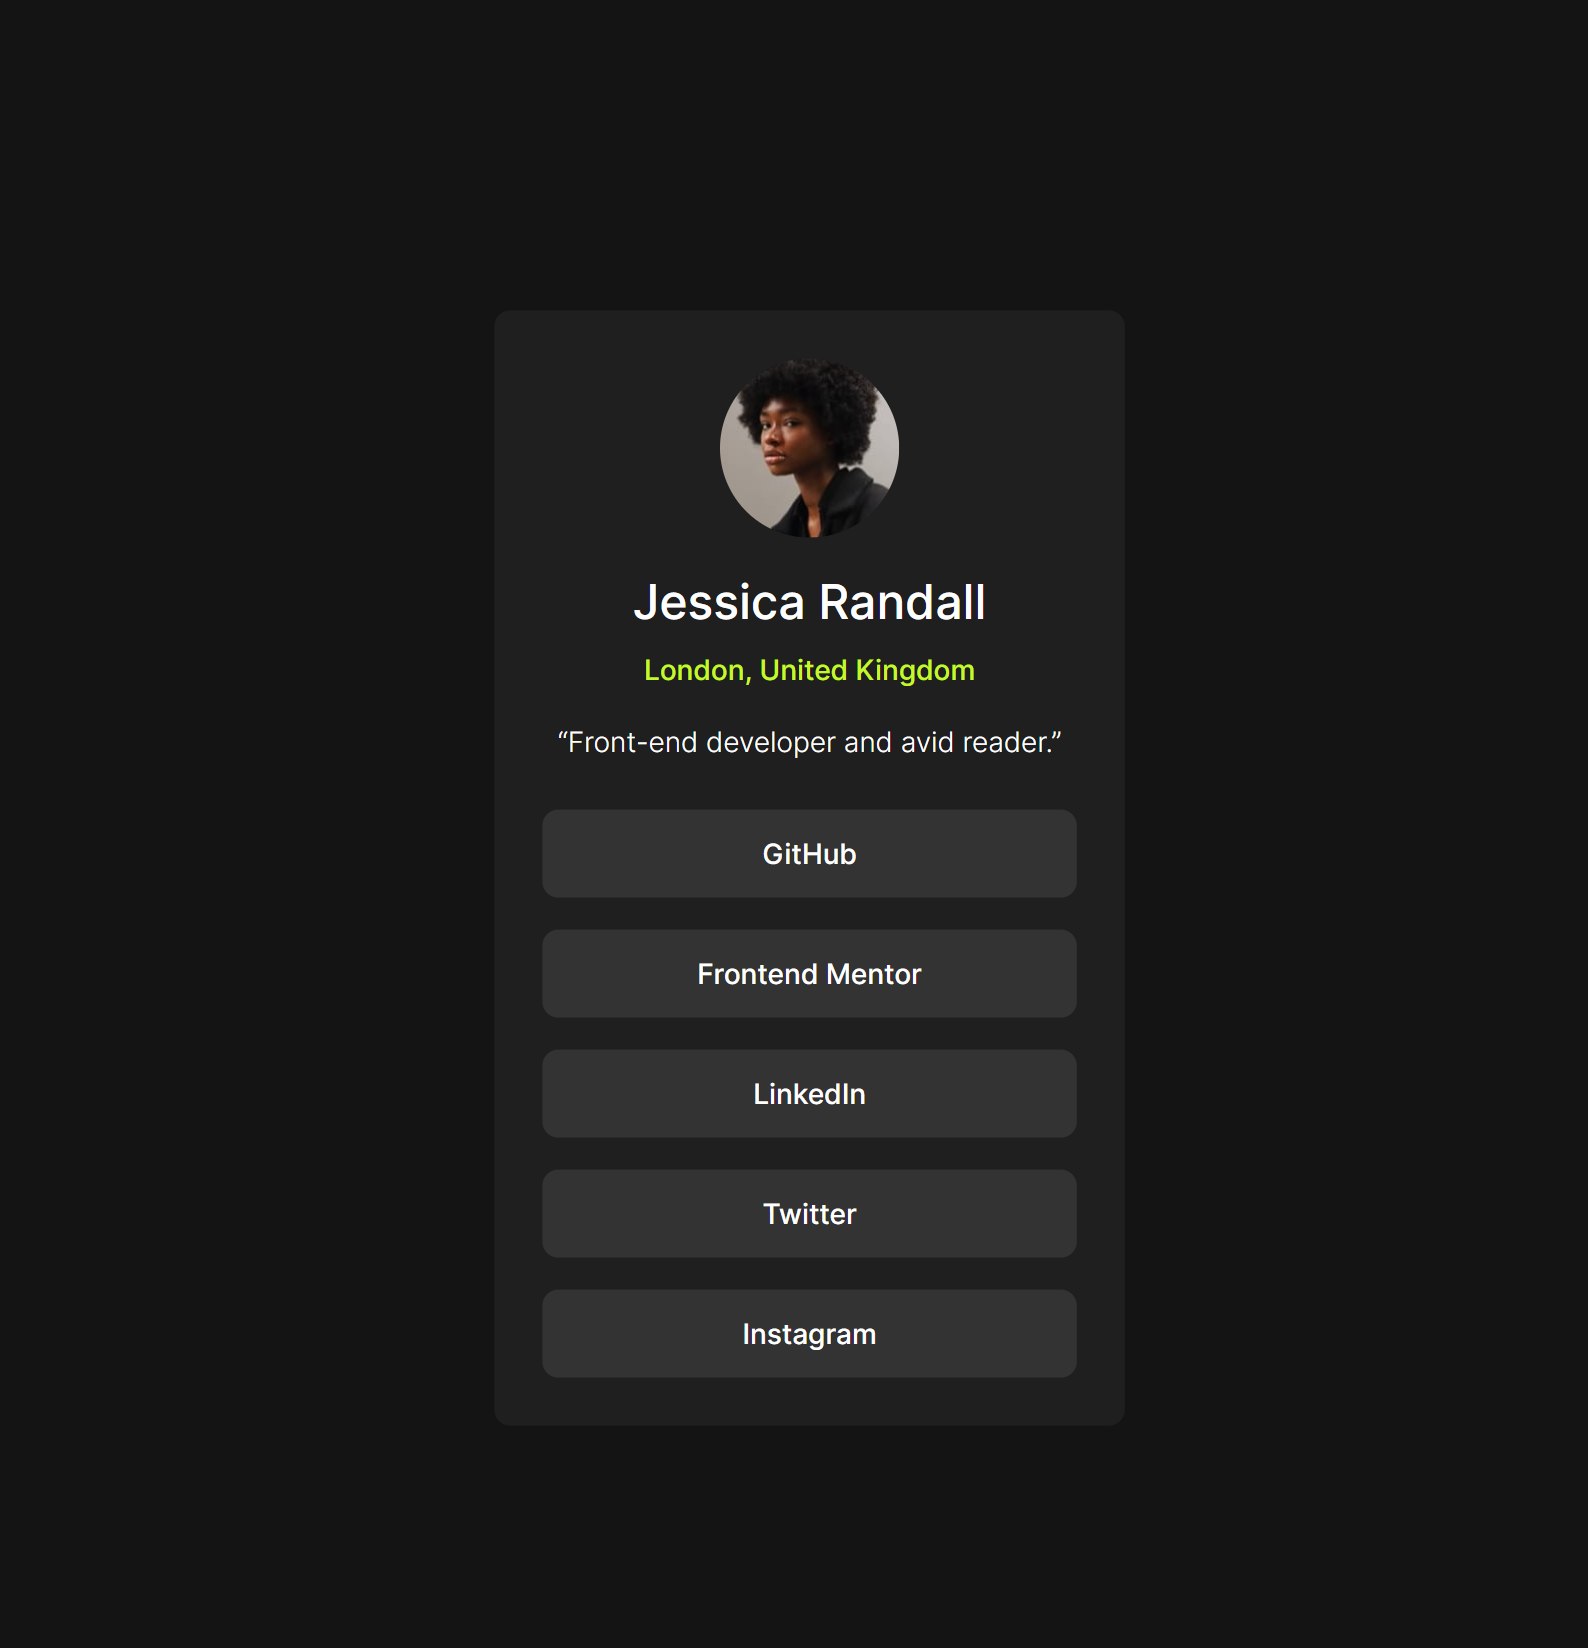 Jessica Randall
London, United Kingdom
“Front-end developer and avid reader.”
GitHub
Frontend Mentor
LinkedIn
Twitter
Instagram